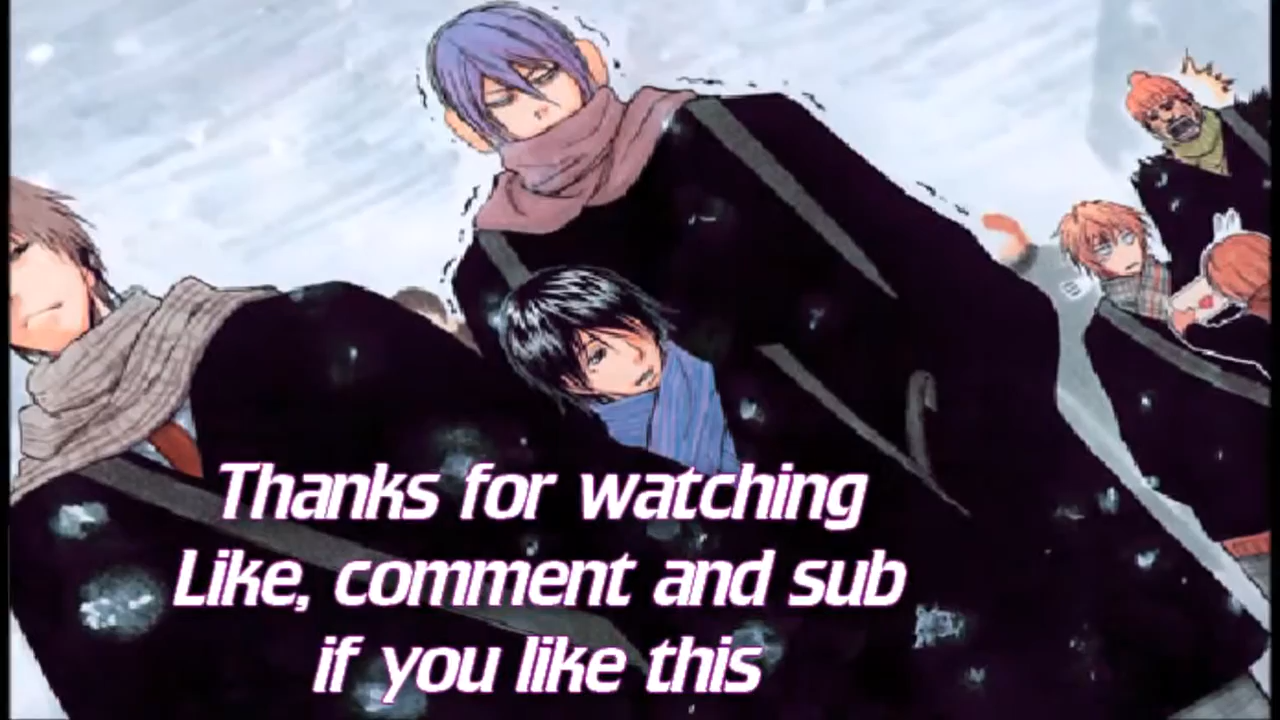 Thanks for watching
Like, comment and sub
if you like this